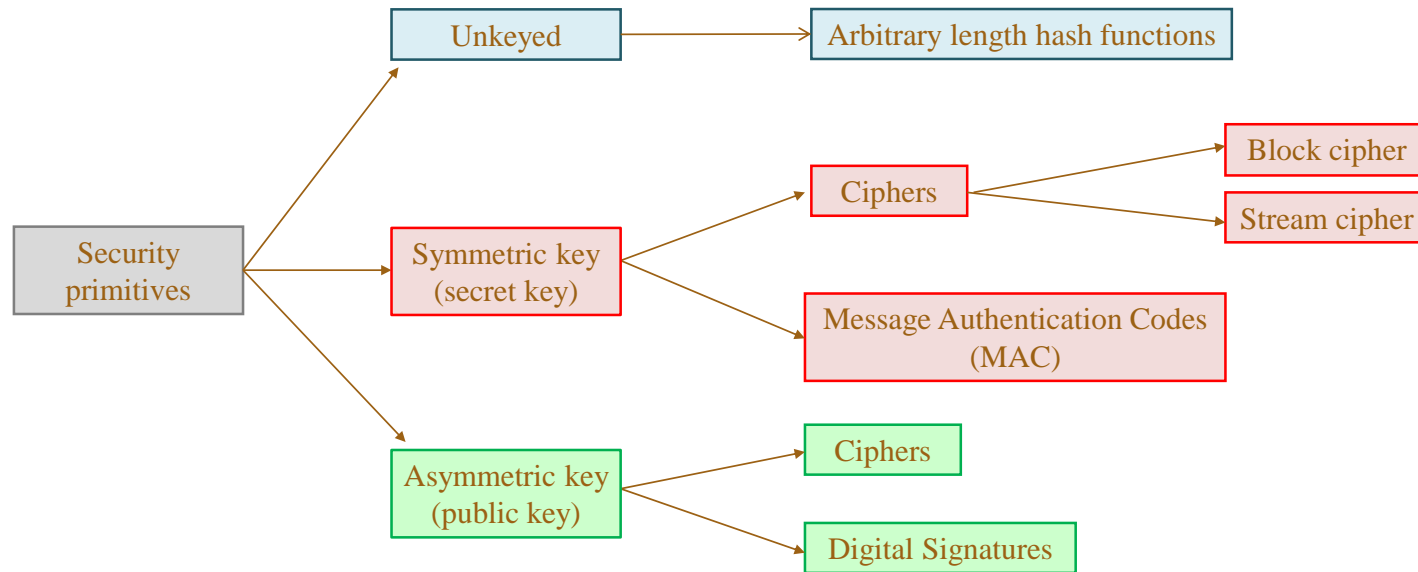 Unkeyed
Arbitrary length hash functions
Block cipher
Ciphers
Stream cipher
Security
primitives
Symmetric key
(secret key)
Message Authentication Codes
(MAC)
Asymmetric key
(public key)
Ciphers
Digital Signatures